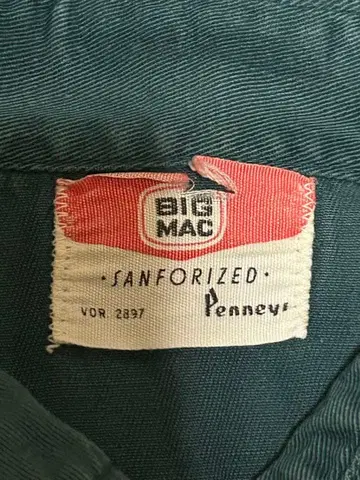 BIG
MAC
·SANFORIZED·
VOR 2897 Penneys